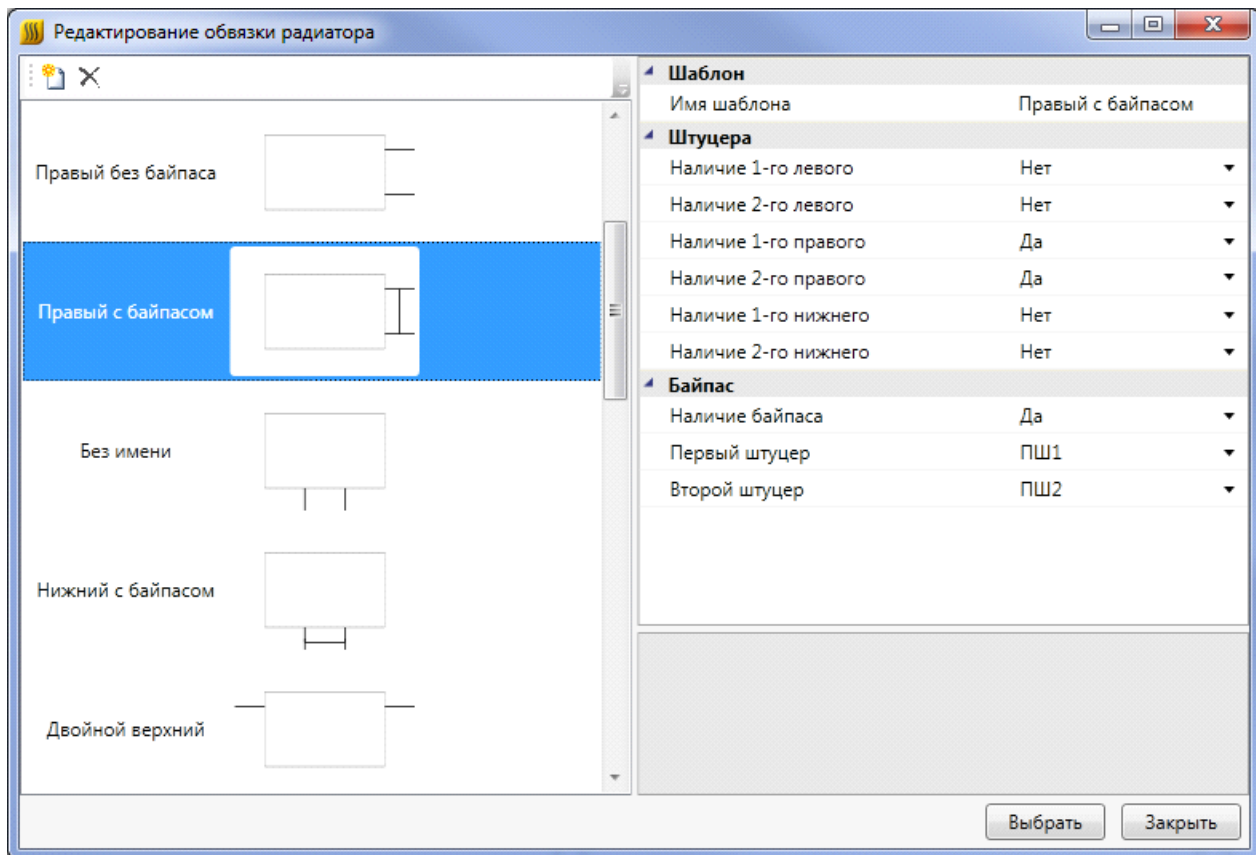 Редактирование обвязки радиатора
Правый без байпаса
Правый с байпасом
Без имени
Нижний с байпасом
Двойной верхний
Шаблон
Имя шаблона Правый с байпасом
Штуцера
Наличие 1-го левого Нет
Наличие 2-го левого Нет
Наличие 1-го правого Да
Наличие 2-го правого Да
Наличие 1-го нижнего Нет
Наличие 2-го нижнего Нет
Байпас
Наличие байпаса Да
Первый штуцер ПШ1
Второй штуцер ПШ2
Выбрать Закрыть